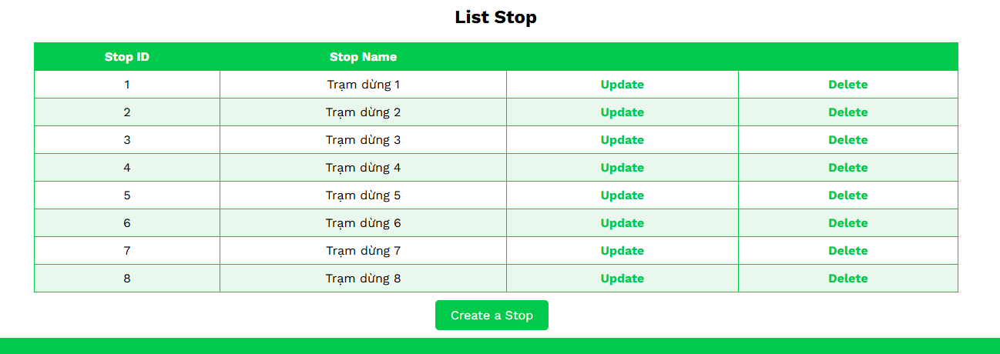 List Stop
Stop ID Stop Name
1 Trạm dừng 1 Update Delete
2 Trạm dừng 2 Update Delete
3 Trạm dừng 3 Update Delete
4 Trạm dừng 4 Update Delete
5 Trạm dừng 5 Update Delete
6 Trạm dừng 6 Update Delete
7 Trạm dừng 7 Update Delete
8 Trạm dừng 8 Update Delete
Create a Stop